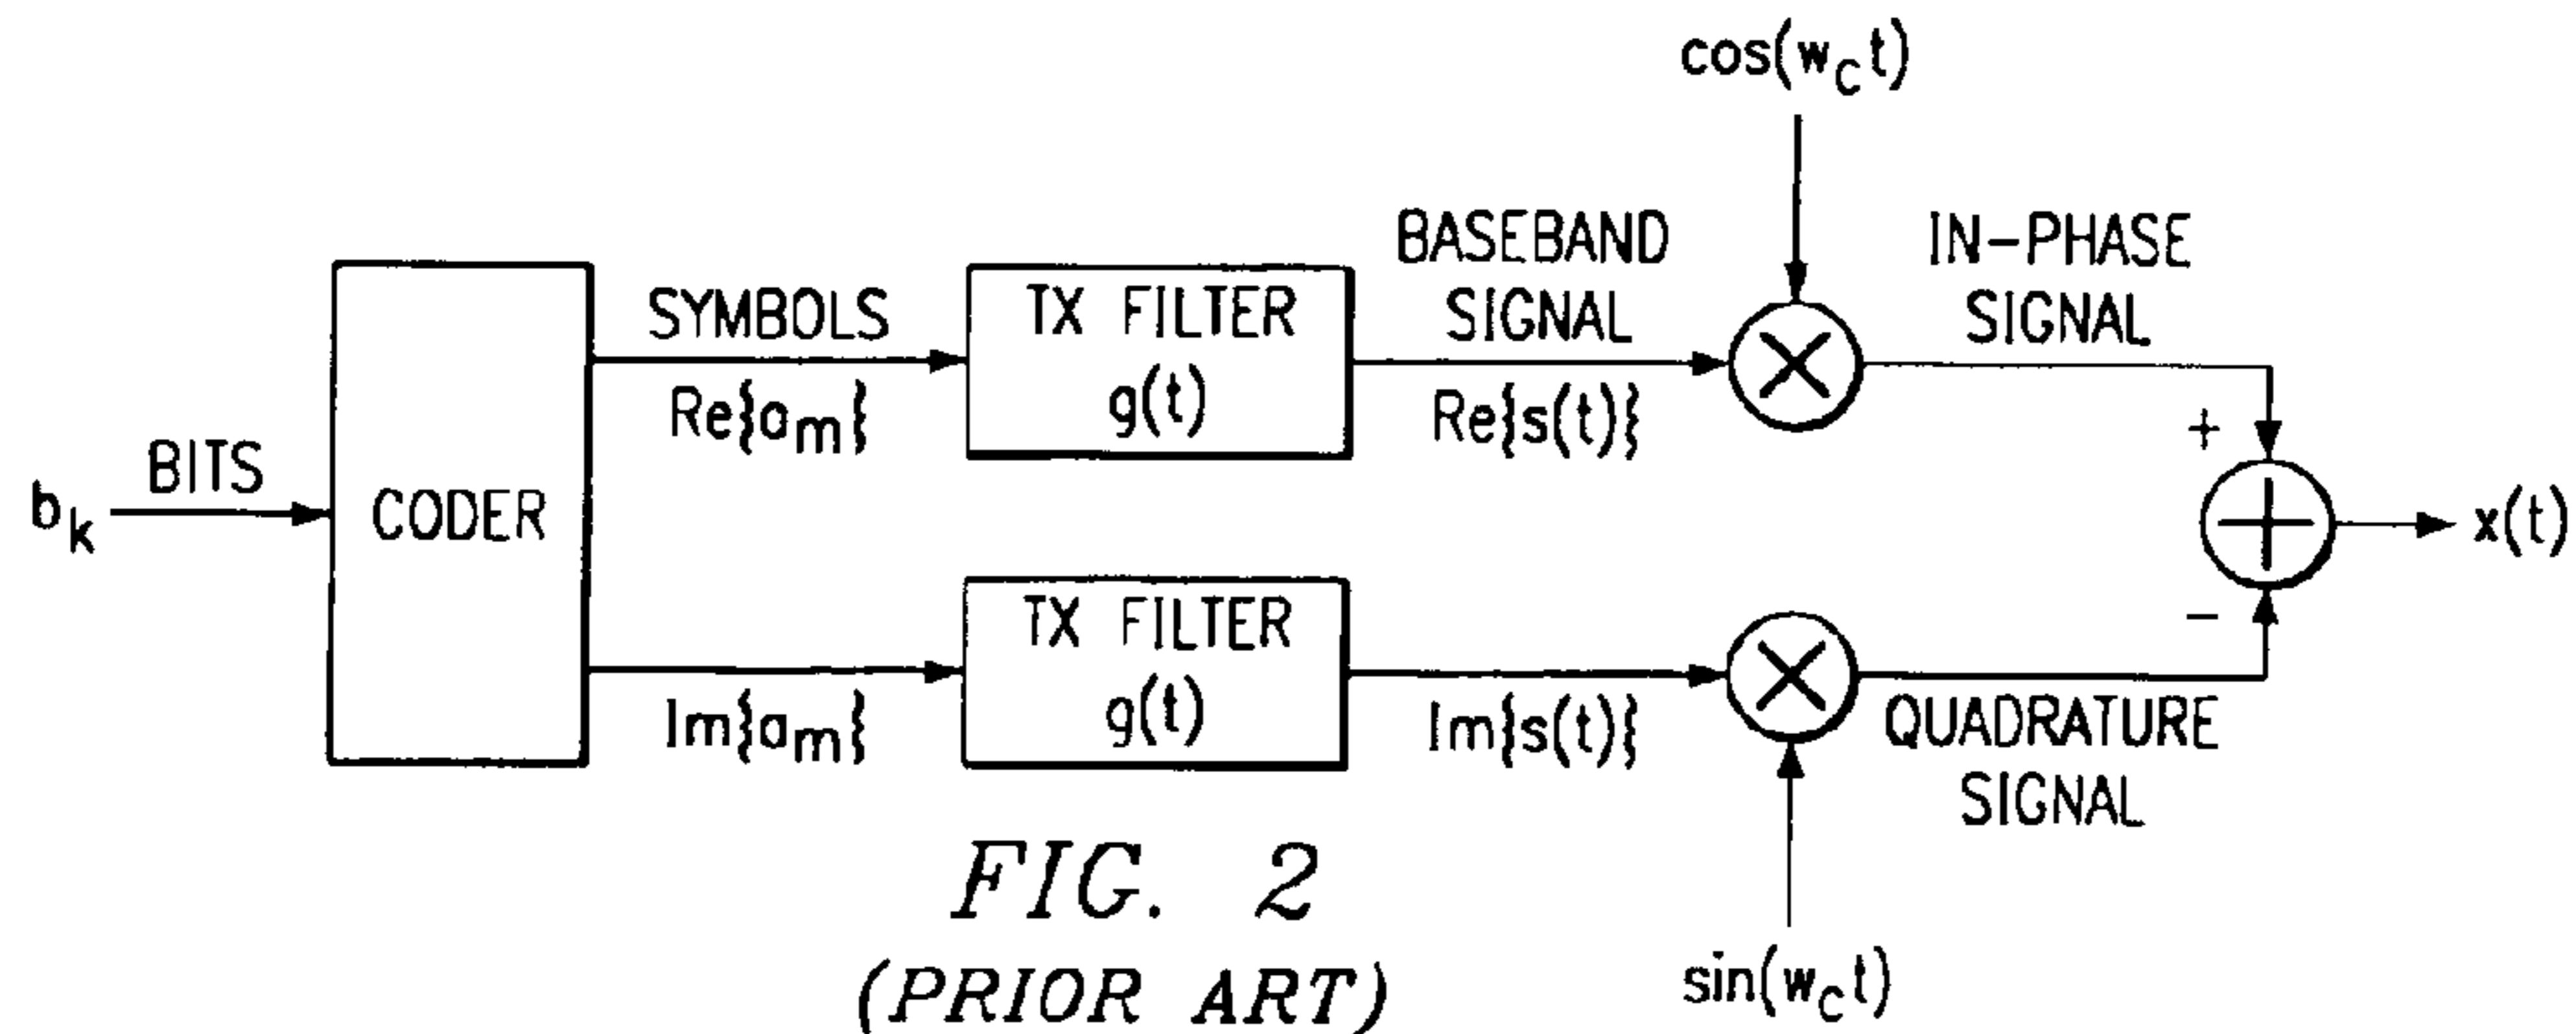 cos(w_c t)
BASEBAND
SIGNAL
IN-PHASE
SIGNAL
SYMBOLS
TX FILTER
g(t)
Re{a_m}
Re{s(t)}
+
BITS
b_k
CODER
x(t)
TX FILTER
g(t)
-
Im{a_m}
Im{s(t)}
QUADRATURE
SIGNAL
sin(w_c t)
FIG. 2
(PRIOR ART)